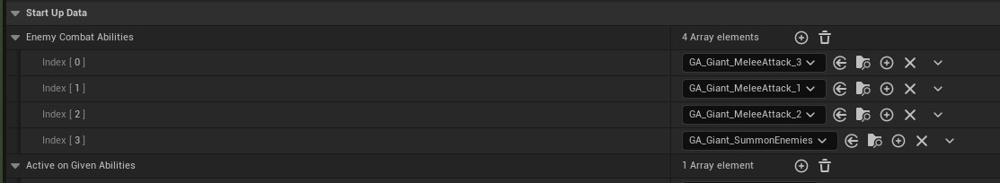 Start Up Data
Enemy Combat Abilities 4 Array elements
Index [ 0 ] GA_Giant_MeleeAttack_3
Index [ 1 ] GA_Giant_MeleeAttack_1
Index [ 2 ] GA_Giant_MeleeAttack_2
Index [ 3 ] GA_Giant_SummonEnemies
Active on Given Abilities 1 Array element